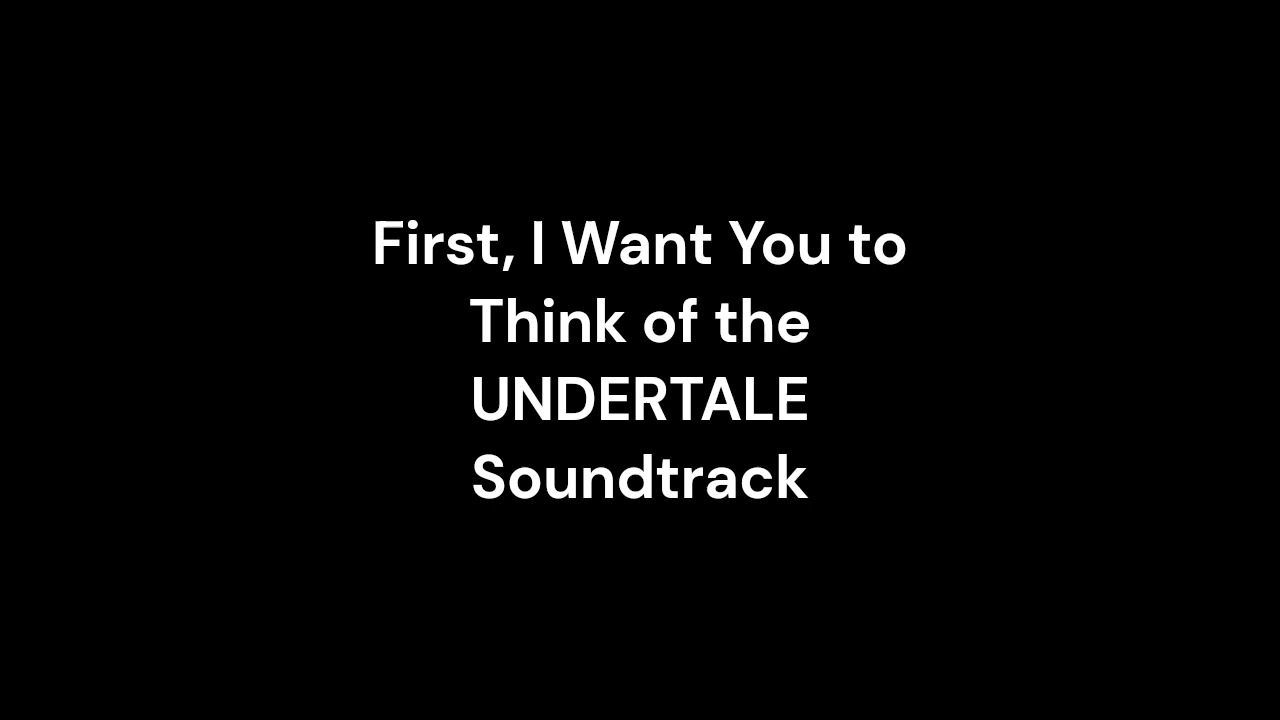 First, I Want You to
Think of the
UNDERTALE
Soundtrack